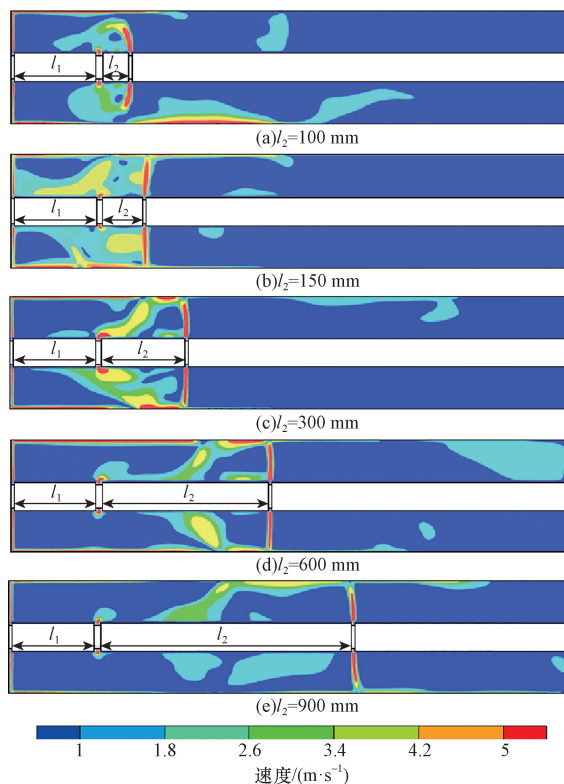 l₁ l₂
(a)l₂=100 mm
l₁ l₂
(b)l₂=150 mm
l₁ l₂
(c)l₂=300 mm
l₁ l₂
(d)l₂=600 mm
l₁ l₂
(e)l₂=900 mm
1 1.8 2.6 3.4 4.2 5
速度/(m·s⁻¹)